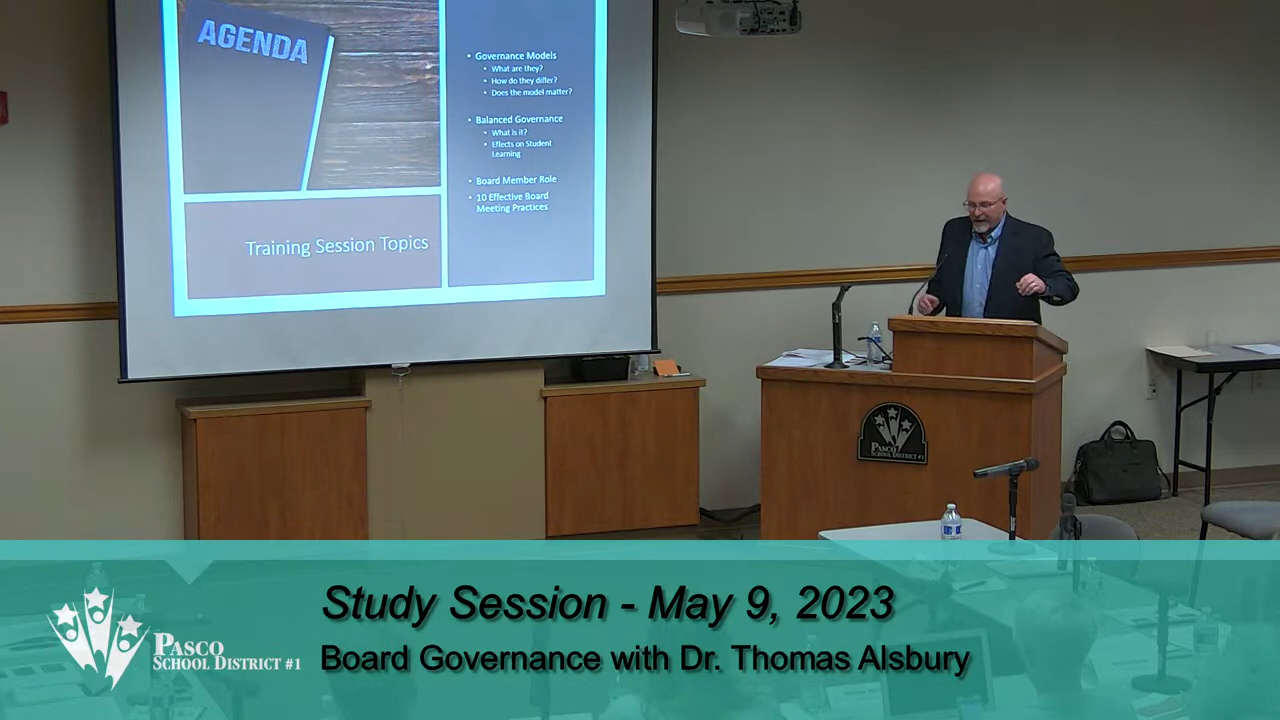 AGENDA
Training Session Topics
• Governance Models
• What are they?
• How do they differ?
• Does the model matter?
• Balanced Governance
• What is it?
• Effects on Student
Learning
• Board Member Role
• 10 Effective Board
Meeting Practices
PASCO
SCHOOL DISTRICT #1
Study Session - May 9, 2023
Board Governance with Dr. Thomas Alsbury
PASCO
SCHOOL DISTRICT #1